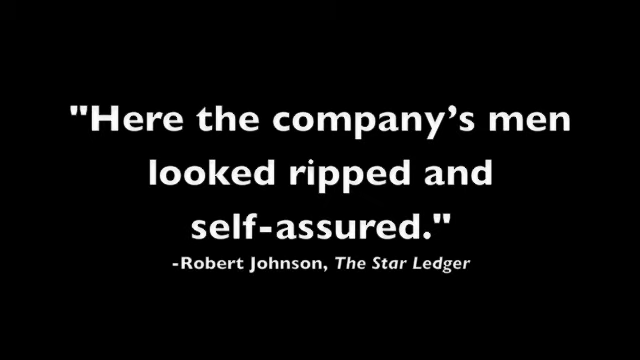 "Here the company’s men
looked ripped and
self-assured."
-Robert Johnson, The Star Ledger